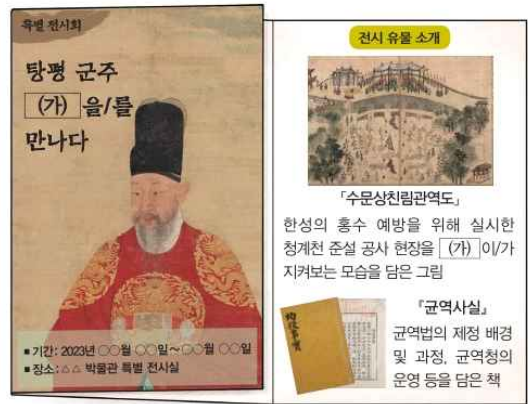 특별 전시회
탕평 군주
(가) 을/를
만나다
■ 기간: 2023년 ○○월 ○○일~○○월 ○○일
■ 장소: △△ 박물관 특별 전시실
전시 유물 소개
「수문상친림관역도」
한성의 홍수 예방을 위해 실시한
청계천 준설 공사 현장을 (가) 이/가
지켜보는 모습을 담은 그림
『균역사실』
균역법의 제정 배경
및 과정, 균역청의
운영 등을 담은 책